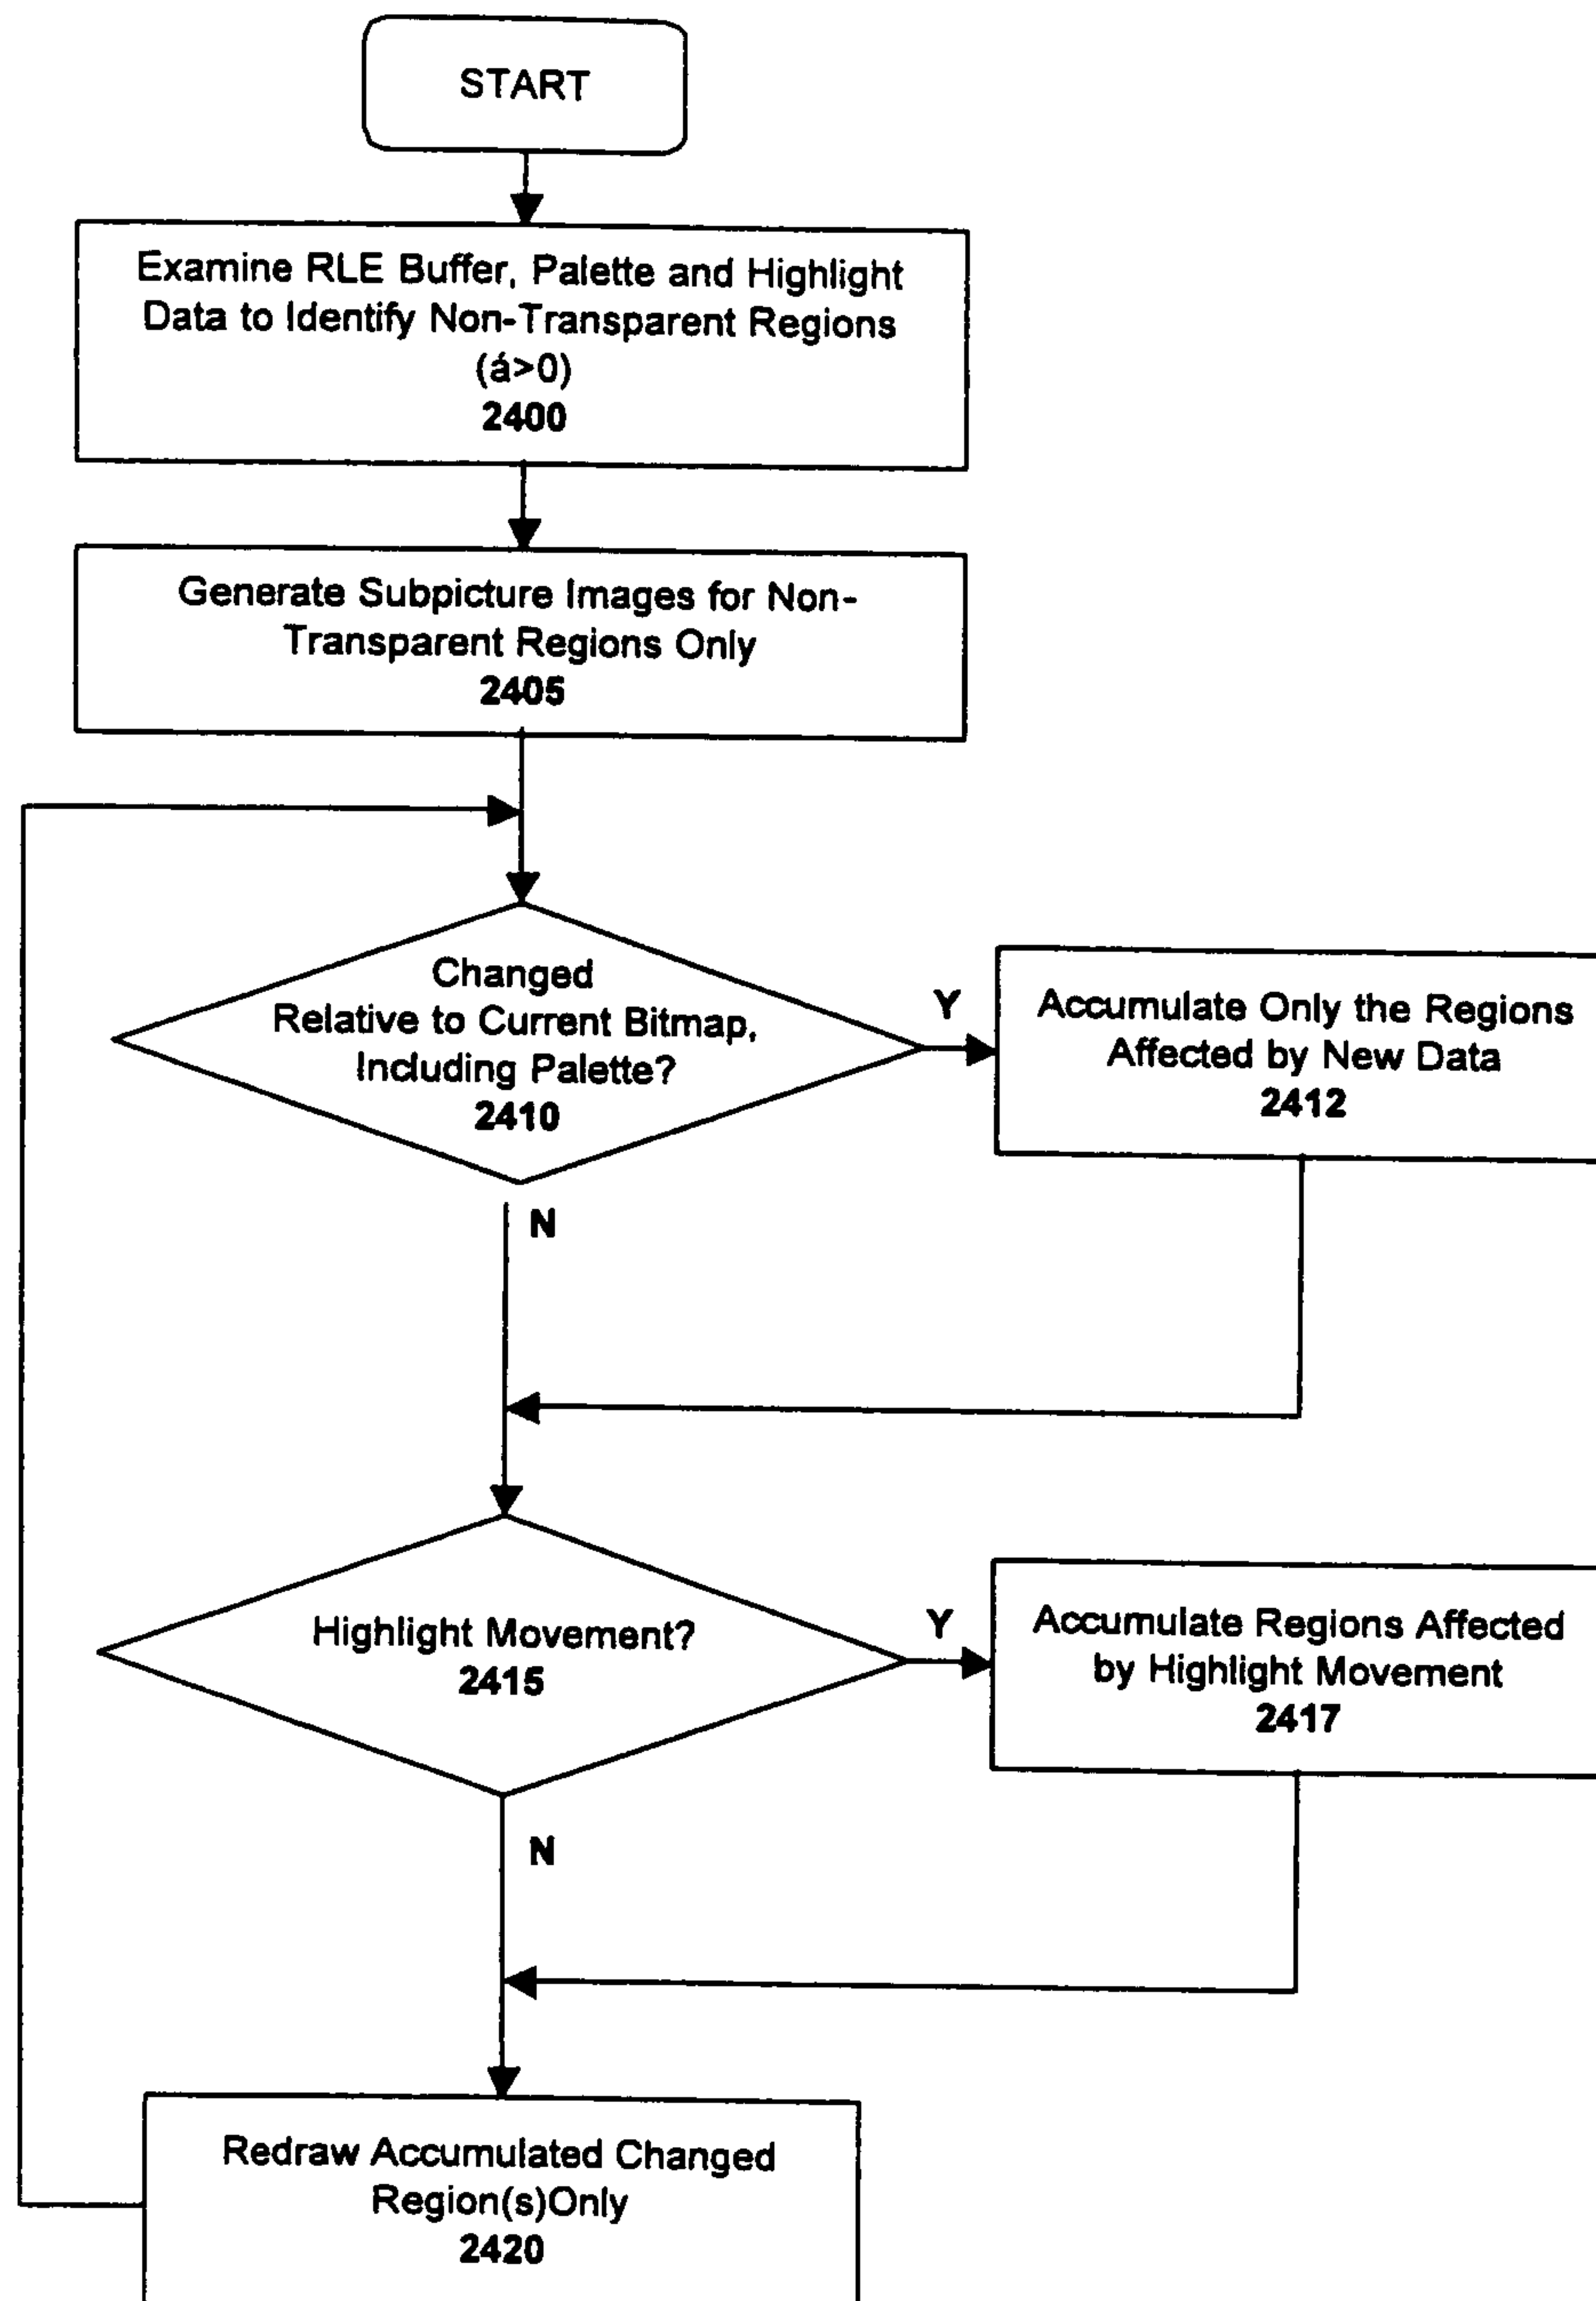 START
Examine RLE Buffer, Palette and Highlight
Data to Identify Non-Transparent Regions
(á>0)
2400
Generate Subpicture Images for Non-
Transparent Regions Only
2405
Changed
Relative to Current Bitmap,
Including Palette?
2410
Y
Accumulate Only the Regions
Affected by New Data
2412
N
Highlight Movement?
2415
Y
Accumulate Regions Affected
by Highlight Movement
2417
N
Redraw Accumulated Changed
Region(s)Only
2420